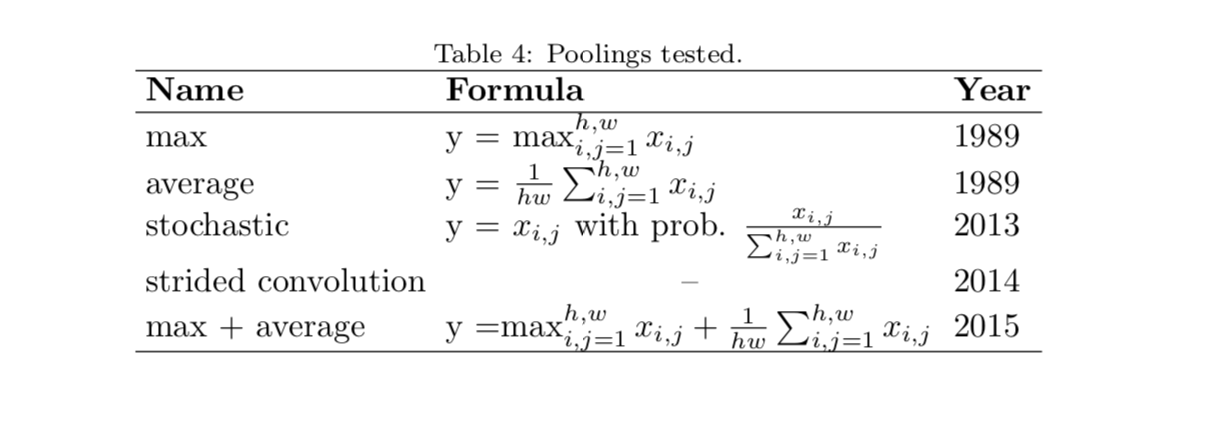 Table 4: Poolings tested.
Name Formula Year
max y = max_{i,j=1}^{h,w} x_{i,j} 1989
average y = \frac{1}{hw} \sum_{i,j=1}^{h,w} x_{i,j} 1989
stochastic y = x_{i,j} with prob. \frac{x_{i,j}}{\sum_{i,j=1}^{h,w} x_{i,j}} 2013
strided convolution – 2014
max + average y =max_{i,j=1}^{h,w} x_{i,j} + \frac{1}{hw} \sum_{i,j=1}^{h,w} x_{i,j} 2015